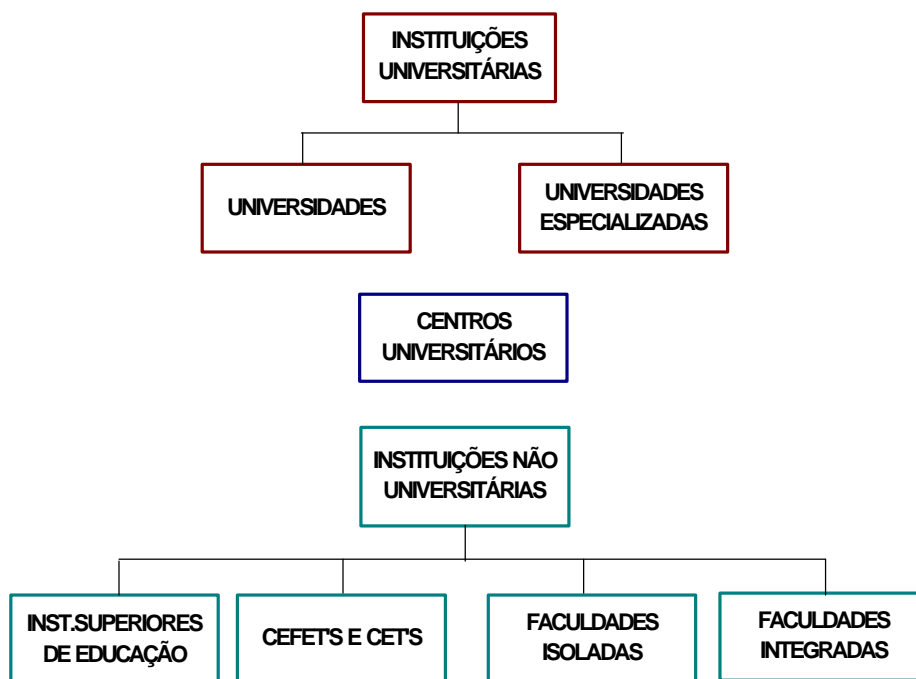 INSTITUIÇÕES
UNIVERSITÁRIAS
UNIVERSIDADES
UNIVERSIDADES
ESPECIALIZADAS
CENTROS
UNIVERSITÁRIOS
INSTITUIÇÕES NÃO
UNIVERSITÁRIAS
INST.SUPERIORES
DE EDUCAÇÃO
CEFET'S E CET'S
FACULDADES
ISOLADAS
FACULDADES
INTEGRADAS